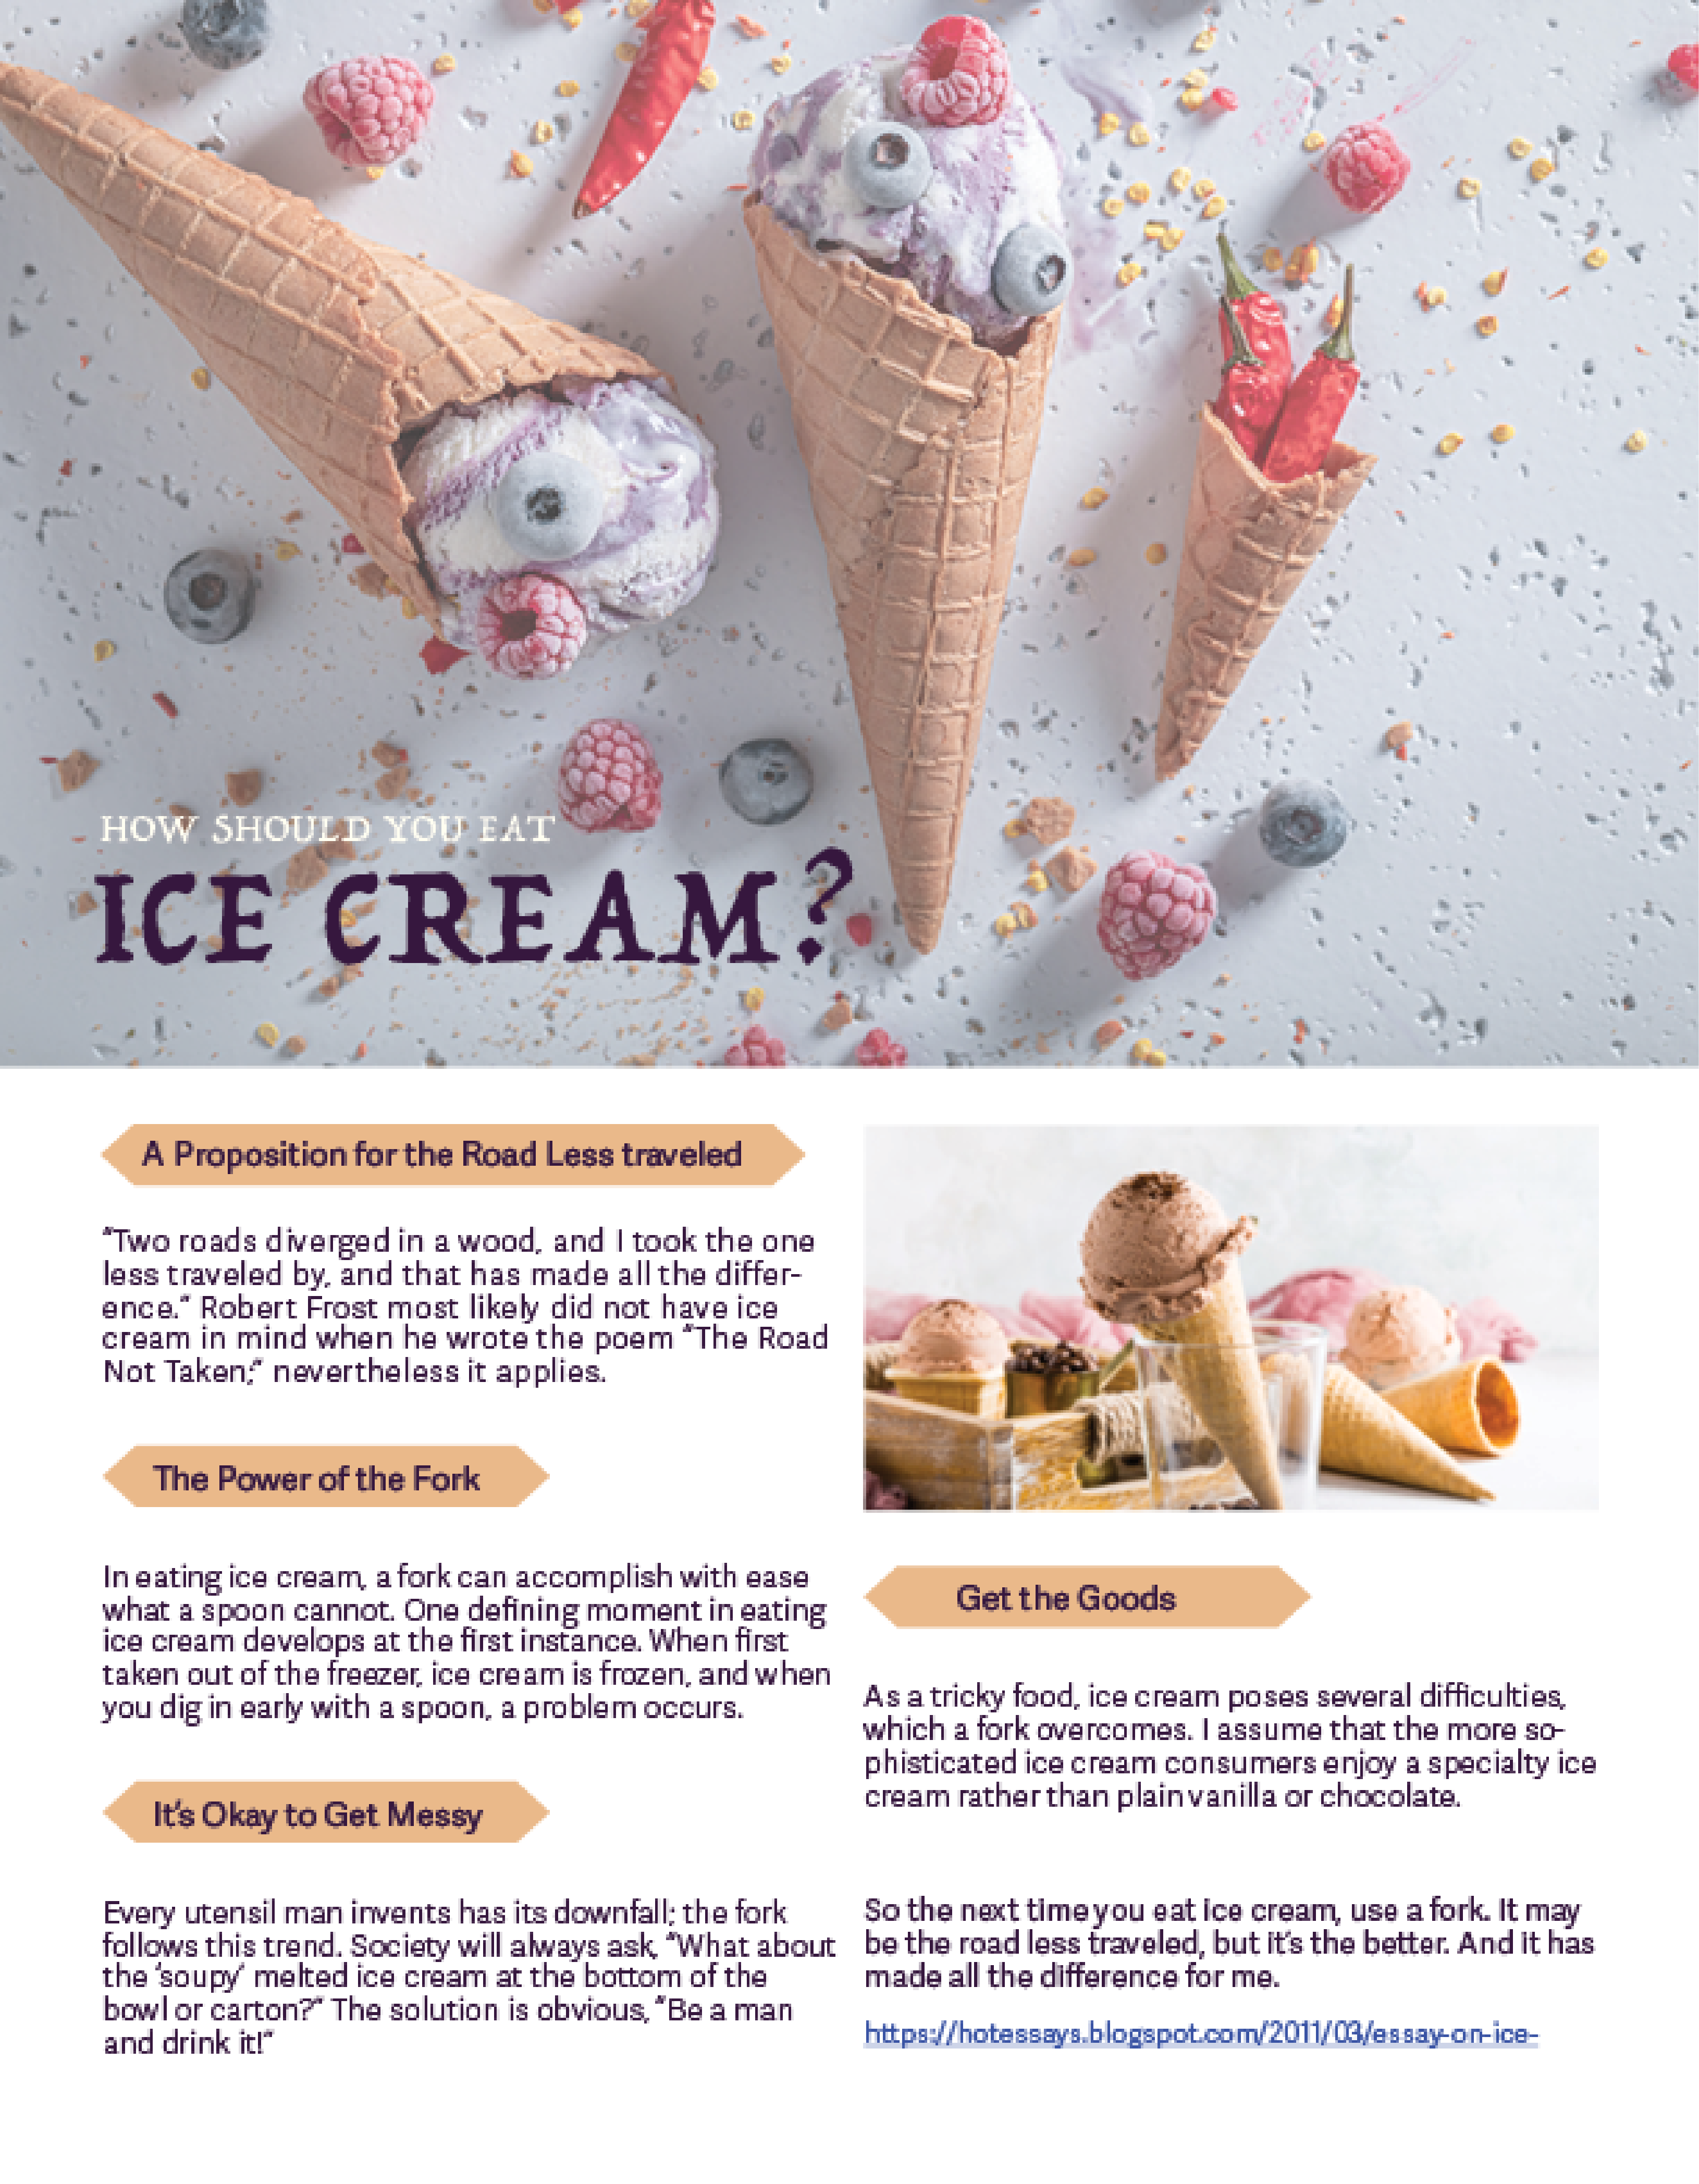 HOW SHOULD YOU EAT
ICE CREAM?
A Proposition for the Road Less traveled
“Two roads diverged in a wood, and I took the one
less traveled by, and that has made all the differ-
ence.” Robert Frost most likely did not have ice
cream in mind when he wrote the poem “The Road
Not Taken;” nevertheless it applies.
The Power of the Fork
In eating ice cream, a fork can accomplish with ease
what a spoon cannot. One defining moment in eating
ice cream develops at the first instance. When first
taken out of the freezer, ice cream is frozen, and when
you dig in early with a spoon, a problem occurs.
It’s Okay to Get Messy
Every utensil man invents has its downfall; the fork
follows this trend. Society will always ask, “What about
the ‘soupy’ melted ice cream at the bottom of the
bowl or carton?” The solution is obvious, “Be a man
and drink it!”
Get the Goods
As a tricky food, ice cream poses several difficulties,
which a fork overcomes. I assume that the more so-
phisticated ice cream consumers enjoy a specialty ice
cream rather than plain vanilla or chocolate.
So the next time you eat ice cream, use a fork. It may
be the road less traveled, but it’s the better. And it has
made all the difference for me.
https://hotessays.blogspot.com/2011/03/essay-on-ice-